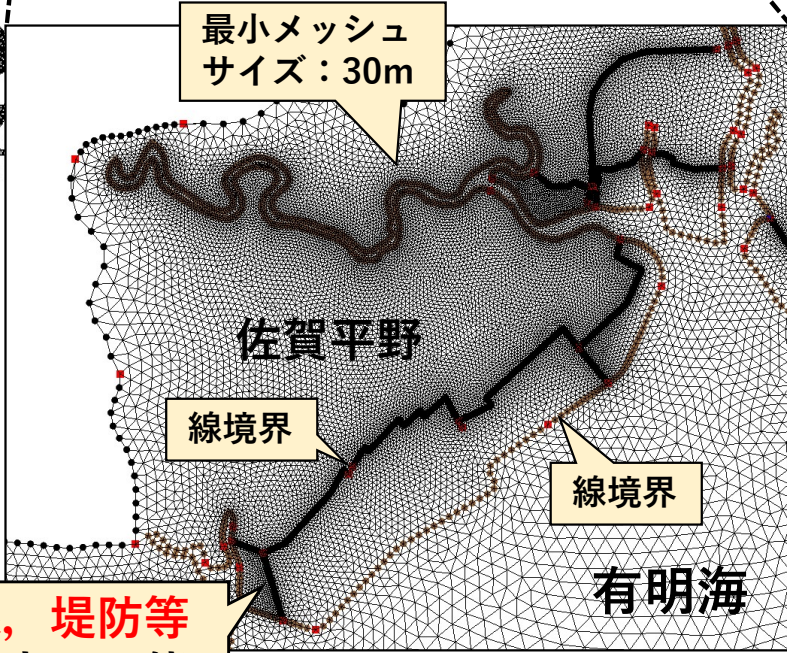 最小メッシュ
サイズ：30m
佐賀平野
線境界
線境界
有明海
，堤防等